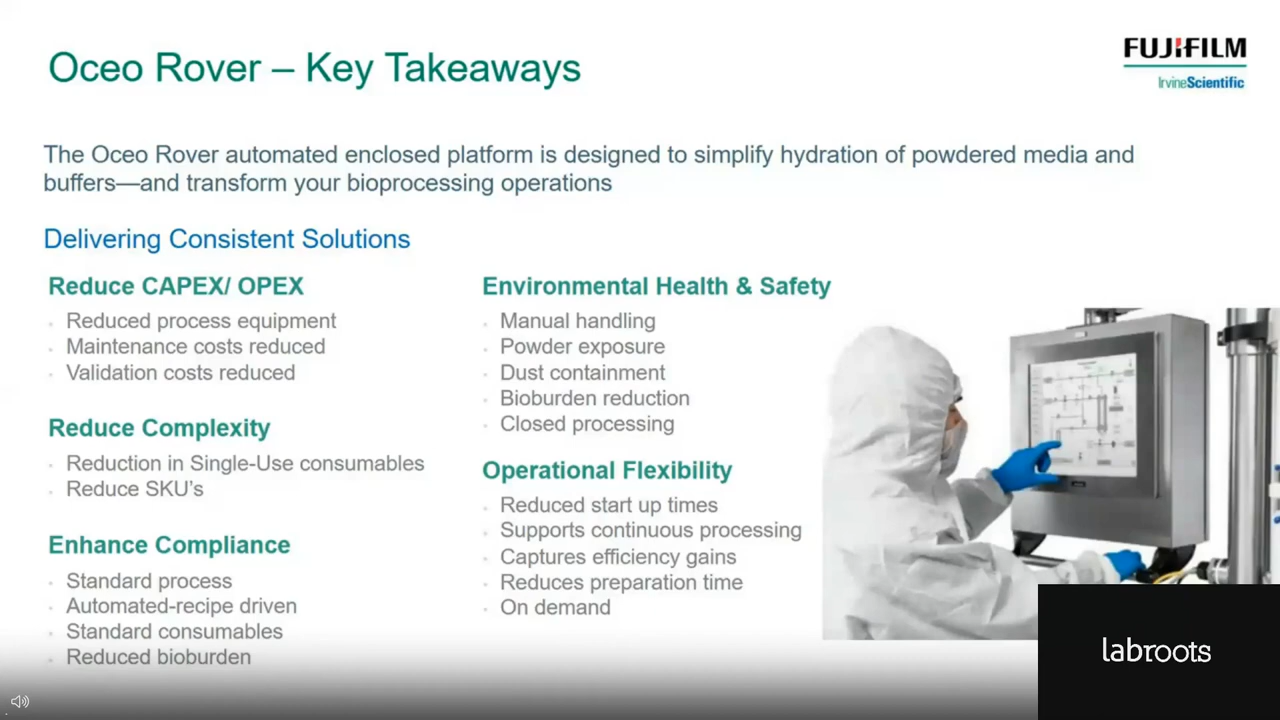 Oceo Rover – Key Takeaways
FUJIFILM
IrvineScientific
The Oceo Rover automated enclosed platform is designed to simplify hydration of powdered media and
buffers—and transform your bioprocessing operations
Delivering Consistent Solutions
Reduce CAPEX/ OPEX
Reduced process equipment
Maintenance costs reduced
Validation costs reduced
Reduce Complexity
Reduction in Single-Use consumables
Reduce SKU's
Enhance Compliance
Standard process
Automated-recipe driven
Standard consumables
Reduced bioburden
Environmental Health & Safety
Manual handling
Powder exposure
Dust containment
Bioburden reduction
Closed processing
Operational Flexibility
Reduced start up times
Supports continuous processing
Captures efficiency gains
Reduces preparation time
On demand
labroots